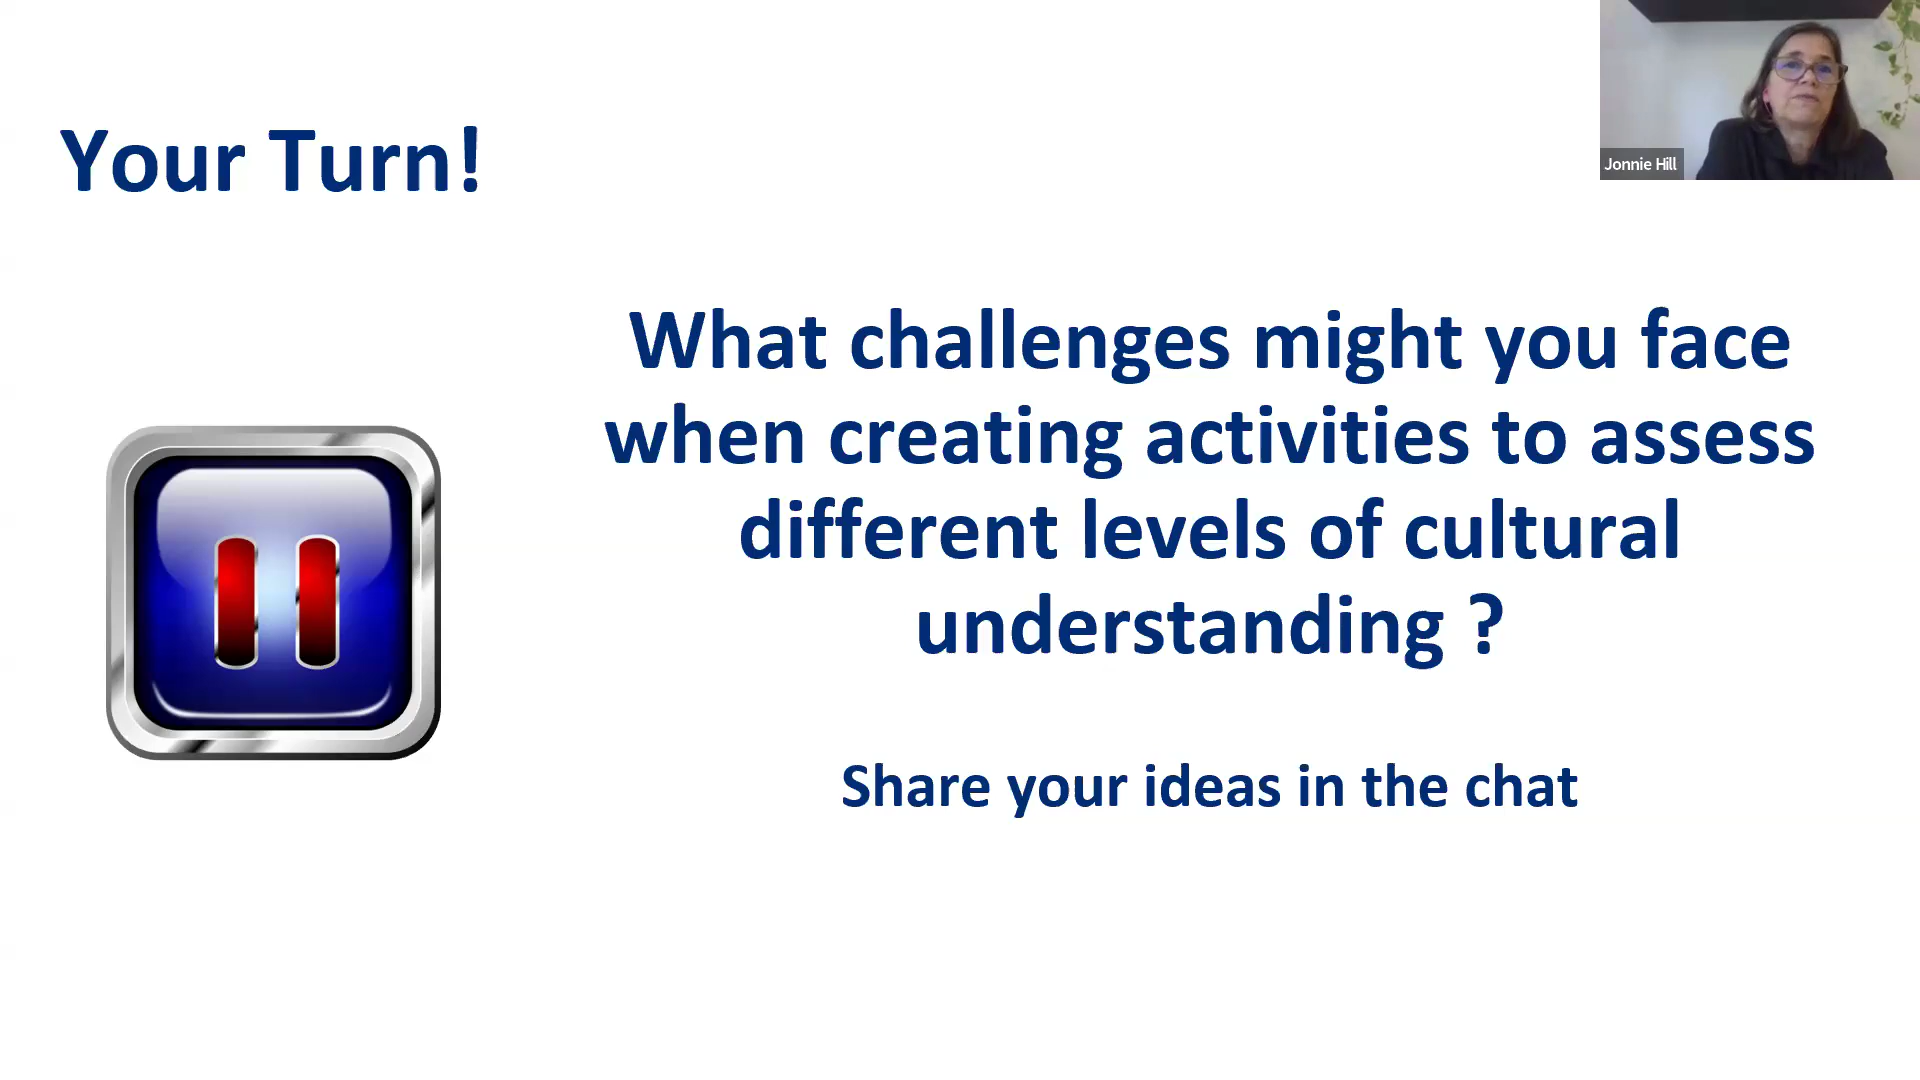 Your Turn!
Jonnie Hill
What challenges might you face
when creating activities to assess
different levels of cultural
understanding ?
Share your ideas in the chat